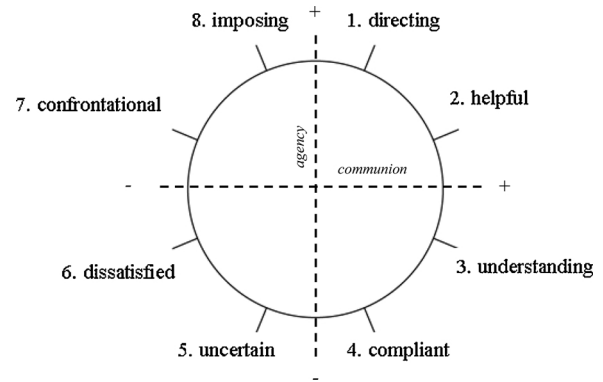 8. imposing
+
1. directing
7. confrontational
2. helpful
agency
communion
-
+
6. dissatisfied
3. understanding
5. uncertain
4. compliant
-